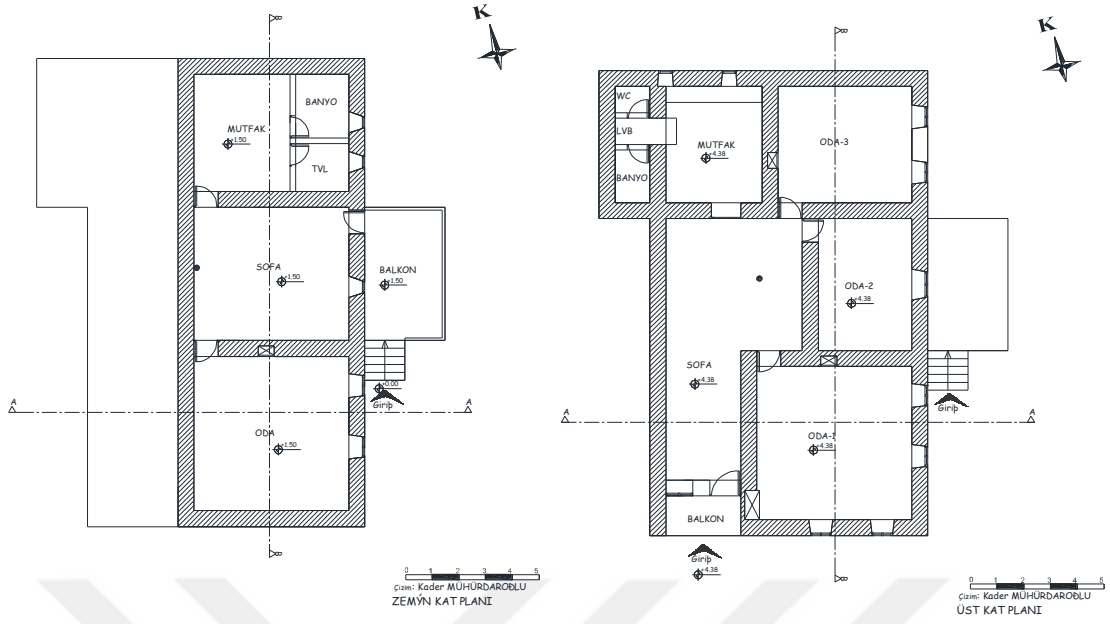 K
B
BANYO
MUTFAK
+1.50
TVL
SOFA
+1.50
BALKON
+1.50
+0.00
Giriþ
A
A
ODA
+1.50
B
0 1 2 3 4 5
Çizim: Kader MÜHÜRDAROĐLU
ZEMÝN KAT PLANI
K
B
WC
LVB
MUTFAK
+4.38
ODA-3
BANYO
ODA-2
+4.38
SOFA
+4.38
Giriþ
A
A
ODA-1
+4.38
BALKON
Giriþ
+4.38
B
0 1 2 3 4 5
Çizim: Kader MÜHÜRDAROĐLU
ÜST KAT PLANI